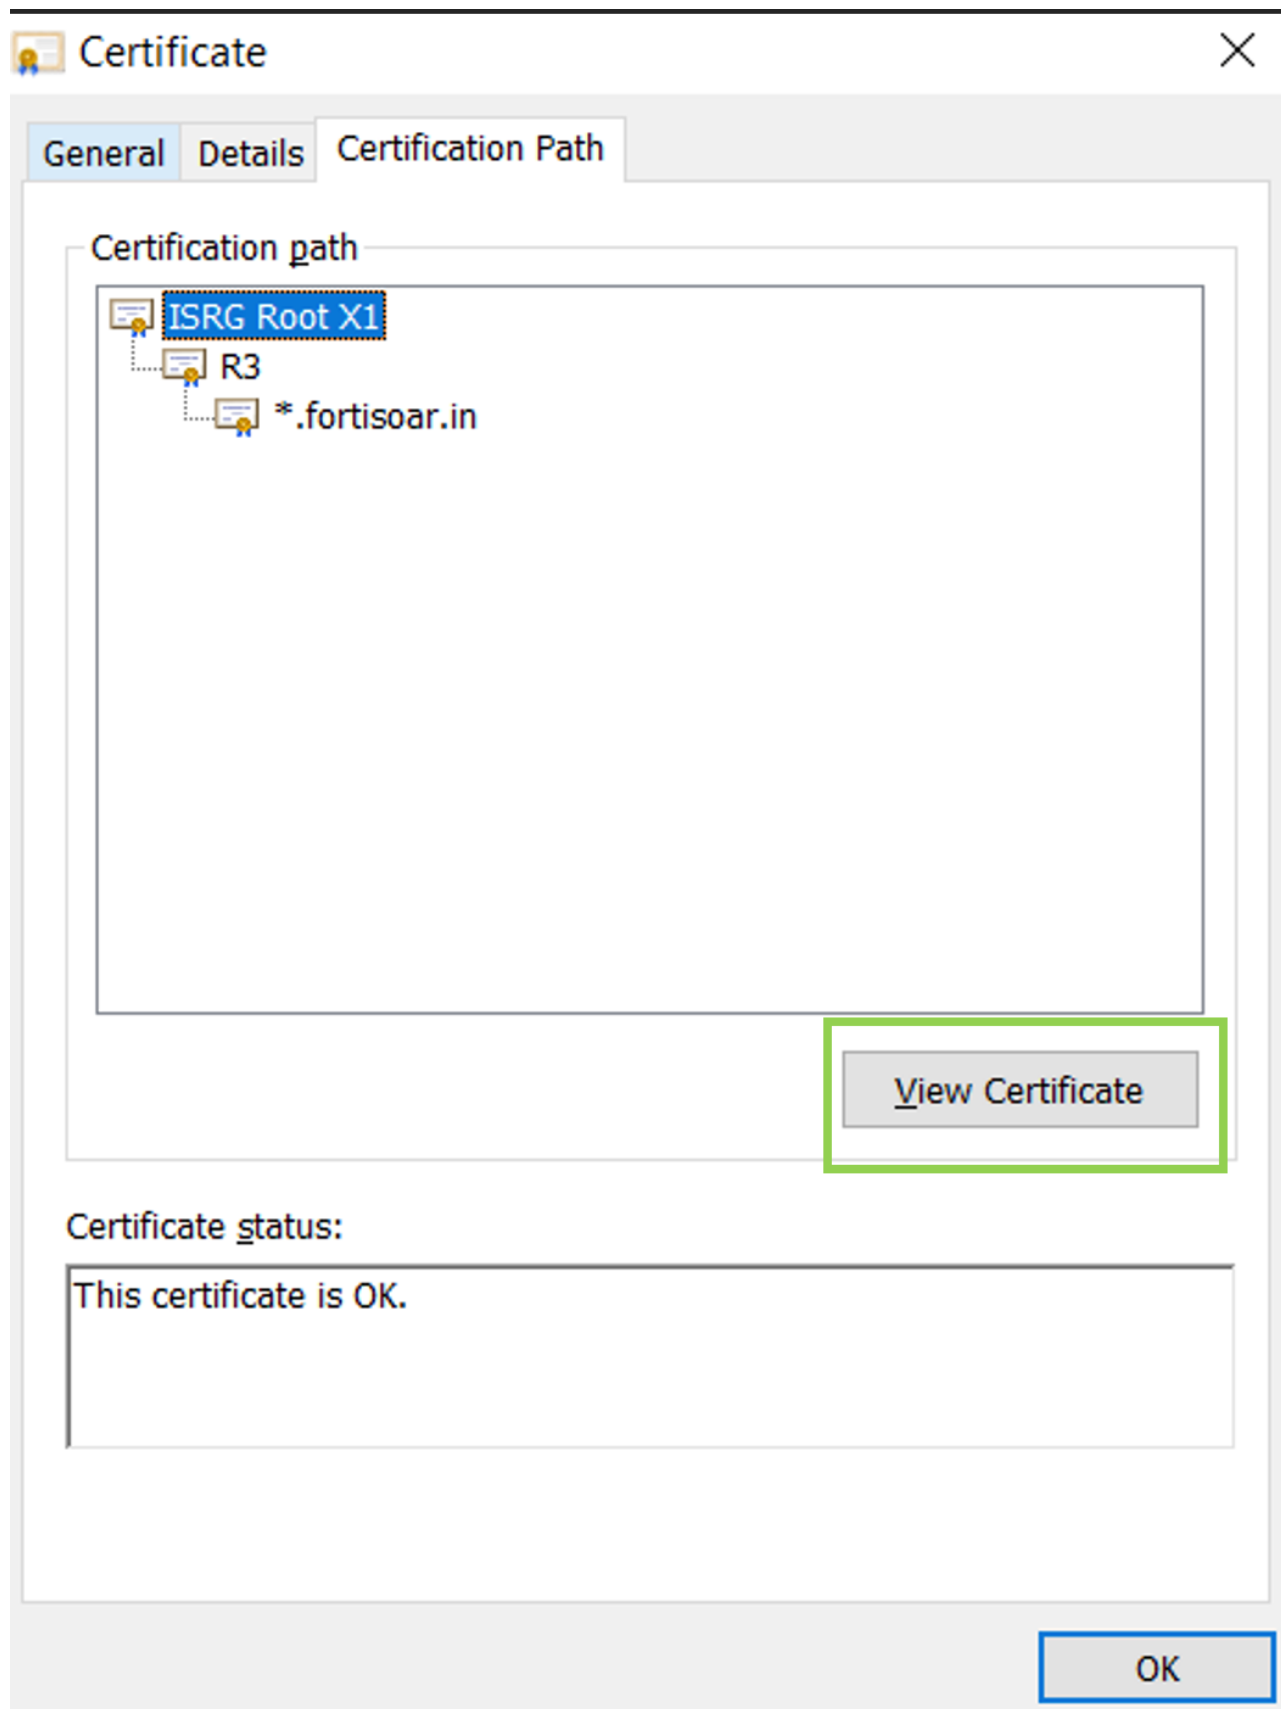 Certificate
General Details Certification Path
Certification path
ISRG Root X1
R3
*.fortisoar.in
View Certificate
Certificate status:
This certificate is OK.
OK